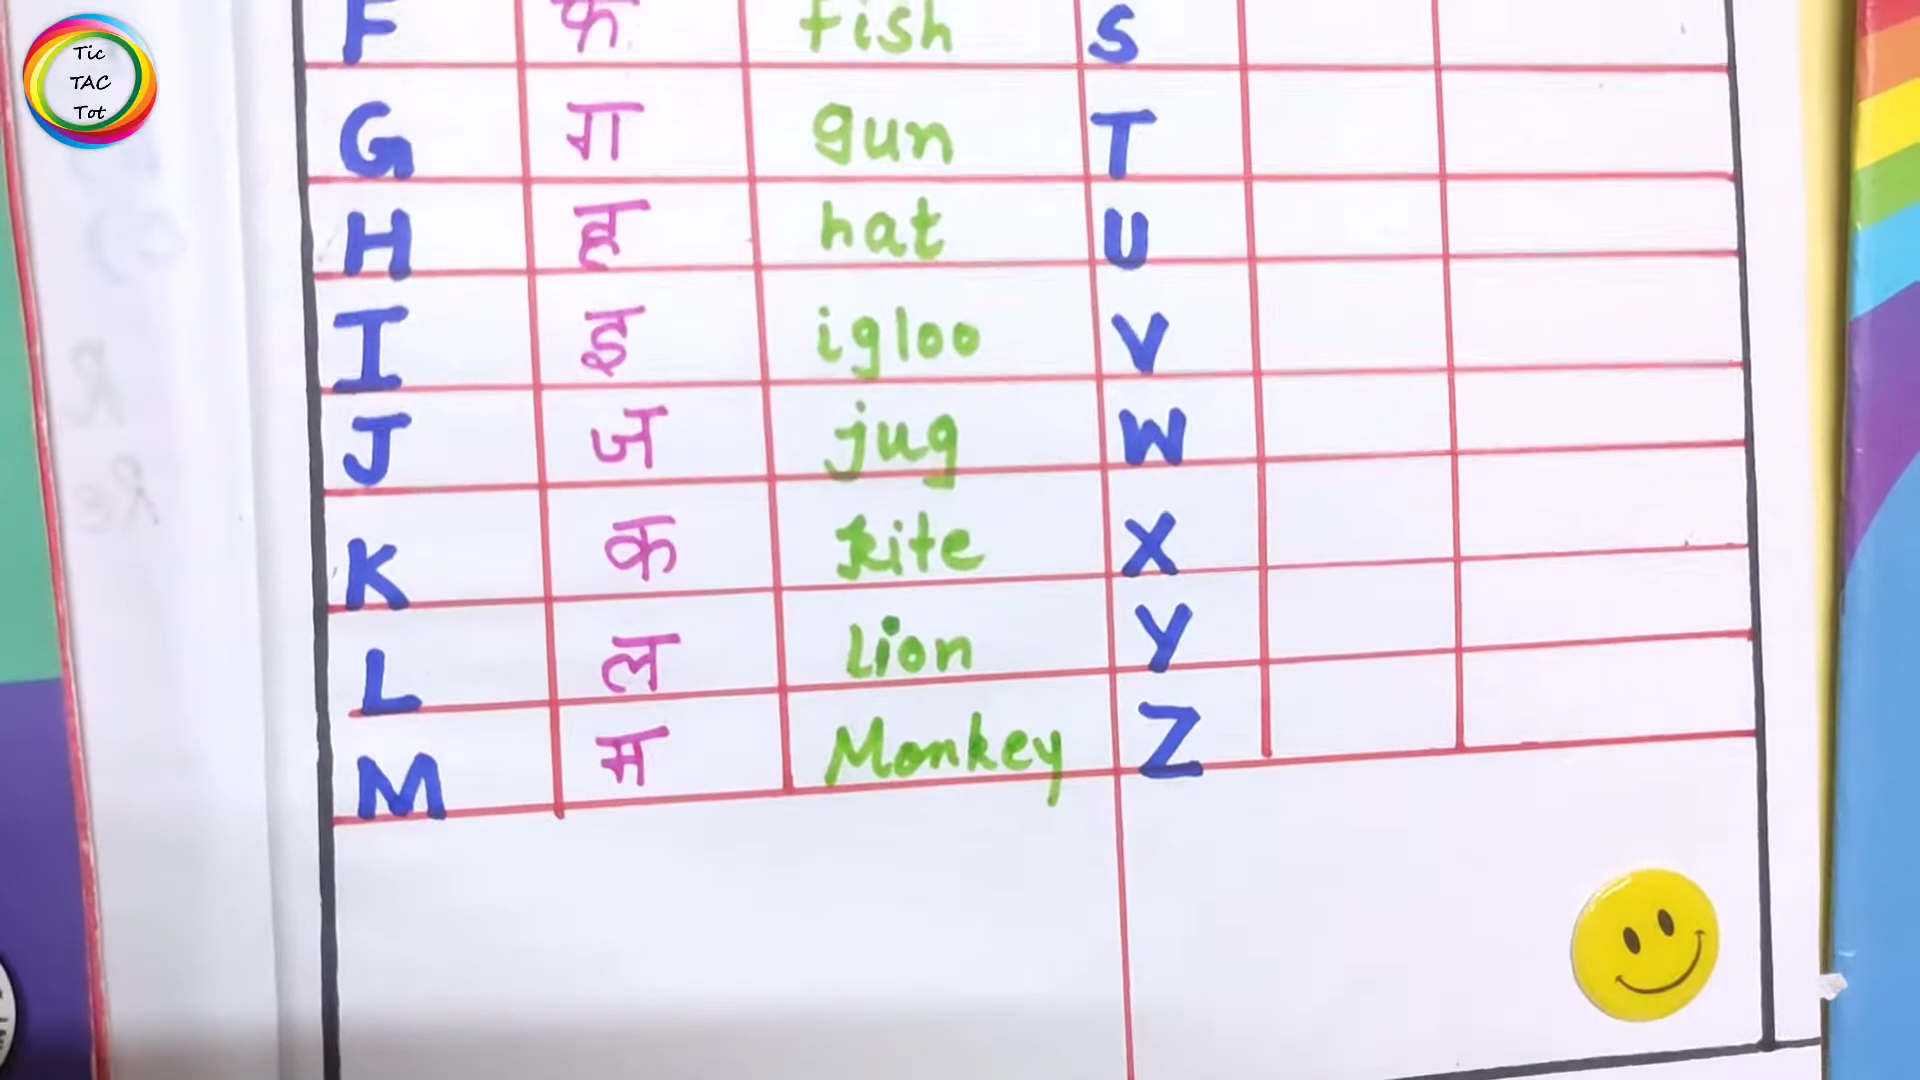 Tic
TAC
Tot
F फ fish S
G ग gun T
H ह hat U
I इ igloo V
J ज jug W
K क kite X
L ल Lion Y
M म Monkey Z